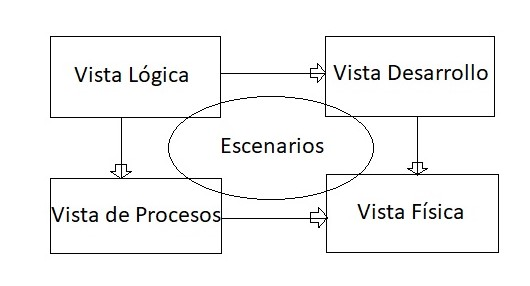 Vista Lógica
Vista Desarrollo
Escenarios
Vista de Procesos
Vista Física